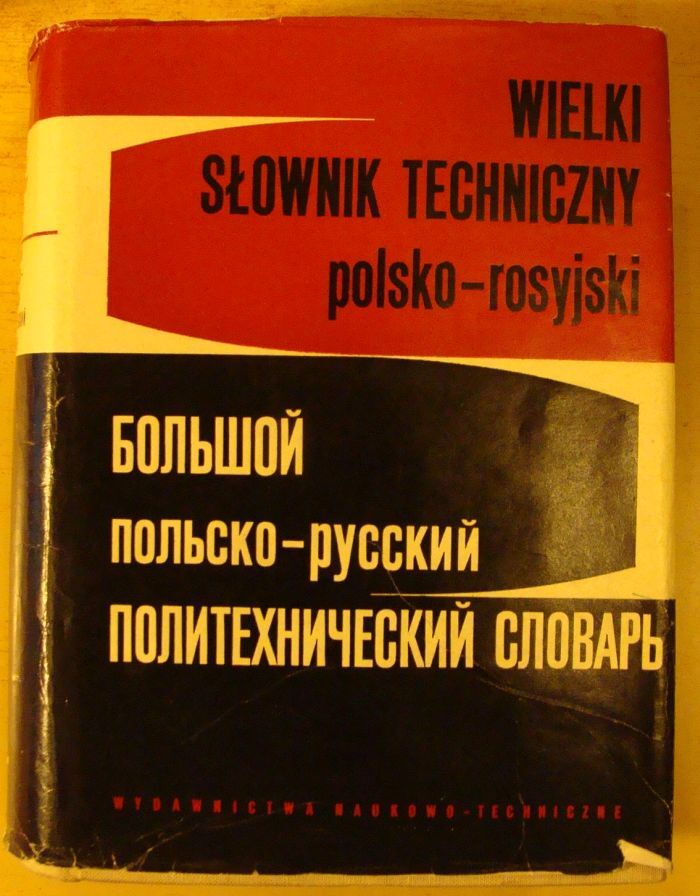 WIELKI
SŁOWNIK TECHNICZNY
polsko-rosyjski
БОЛЬШОЙ
польско-русский
ПОЛИТЕХНИЧЕСКИЙ СЛОВАРЬ
WYDAWNICTWA NAUKOWO-TECHNICZNE